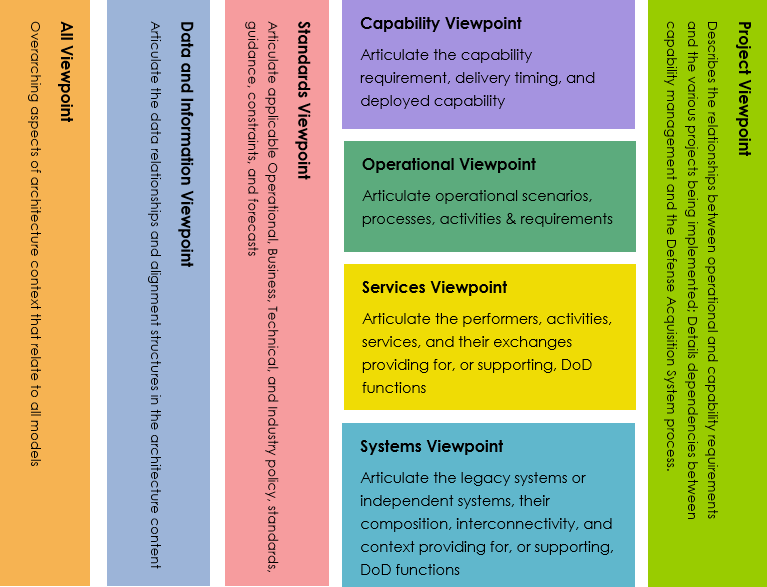 All Viewpoint
Overarching aspects of architecture context that relate to all models
Data and Information Viewpoint
Articulate the data relationships and alignment structures in the architecture content
Standards Viewpoint
Articulate applicable Operational, Business, Technical, and Industry policy, standards,
guidance, constraints, and forecasts
Capability Viewpoint
Articulate the capability
requirement, delivery timing, and
deployed capability
Operational Viewpoint
Articulate operational scenarios,
processes, activities & requirements
Services Viewpoint
Articulate the performers, activities,
services, and their exchanges
providing for, or supporting, DoD
functions
Systems Viewpoint
Articulate the legacy systems or
independent systems, their
composition, interconnectivity, and
context providing for, or supporting,
DoD functions
Project Viewpoint
Describes the relationships between operational and capability requirements
and the various projects being implemented; Details dependencies between
capability management and the Defense Acquisition System process.